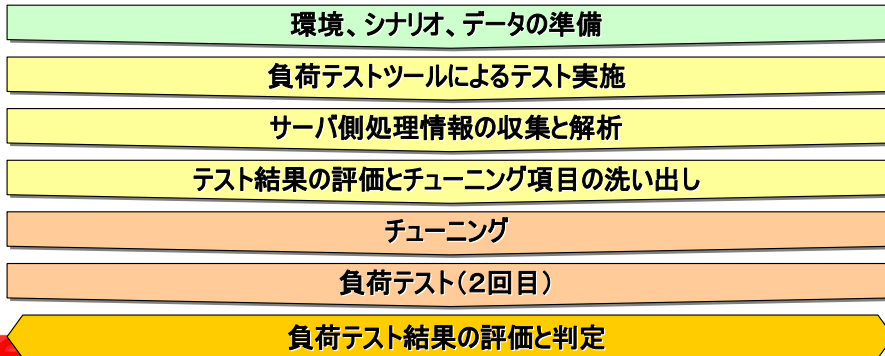 環境、シナリオ、データの準備
負荷テストツールによるテスト実施
サーバ側処理情報の収集と解析
テスト結果の評価とチューニング項目の洗い出し
チューニング
負荷テスト（２回目）
負荷テスト結果の評価と判定